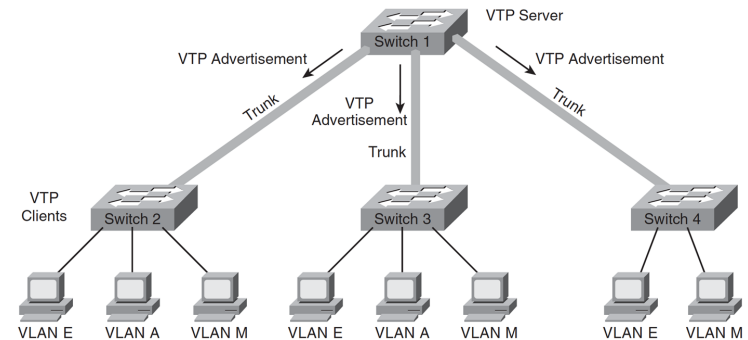 VTP Server
Switch 1
VTP Advertisement
VTP Advertisement
Trunk
VTP
Advertisement
Trunk
Trunk
VTP
Clients
Switch 2
Switch 3
Switch 4
VLAN E
VLAN A
VLAN M
VLAN E
VLAN A
VLAN M
VLAN E
VLAN M